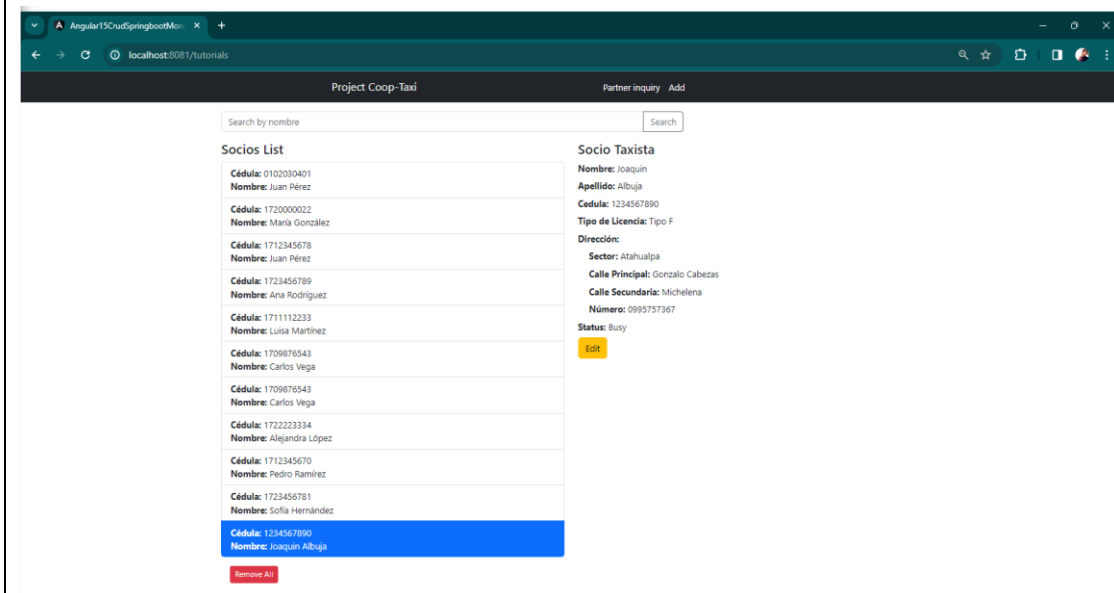 Angular15CrudSpringbootMon
localhost:8081/tutorials
Project Coop-Taxi
Partner inquiry Add
Search by nombre
Search
Socios List
Cédula: 0102030401
Nombre: Juan Pérez
Cédula: 1720000022
Nombre: María González
Cédula: 1712345678
Nombre: Juan Pérez
Cédula: 1723456789
Nombre: Ana Rodríguez
Cédula: 1711112233
Nombre: Luisa Martínez
Cédula: 1709876543
Nombre: Carlos Vega
Cédula: 1709876543
Nombre: Carlos Vega
Cédula: 1722223334
Nombre: Alejandra López
Cédula: 1712345670
Nombre: Pedro Ramírez
Cédula: 1723456781
Nombre: Sofía Hernández
Cédula: 1234567890
Nombre: Joaquin Albuja
Remove All
Socio Taxista
Nombre: Joaquin
Apellido: Albuja
Cedula: 1234567890
Tipo de Licencia: Tipo F
Dirección:
Sector: Atahualpa
Calle Principal: Gonzalo Cabezas
Calle Secundaria: Michelena
Número: 0995757367
Status: Busy
Edit